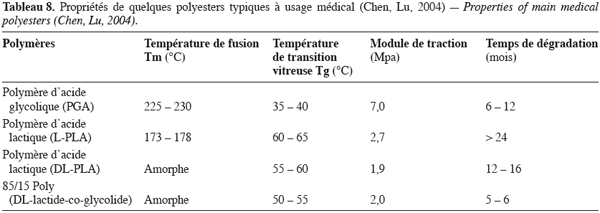 Tableau 8. Propriétés de quelques polyesters typiques à usage médical (Chen, Lu, 2004) — Properties of main medical
polyesters (Chen, Lu, 2004).
Polymères Température de fusion Température Module de traction Temps de dégradation
Tm (°C) de transition (Mpa) (mois)
vitreuse Tg (°C)
Polymère d'acide
glycolique (PGA) 225 – 230 35 – 40 7,0 6 – 12
Polymère d'acide
lactique (L-PLA) 173 – 178 60 – 65 2,7 > 24
Polymère d'acide
lactique (DL-PLA) Amorphe 55 – 60 1,9 12 – 16
85/15 Poly
(DL-lactide-co-glycolide) Amorphe 50 – 55 2,0 5 – 6